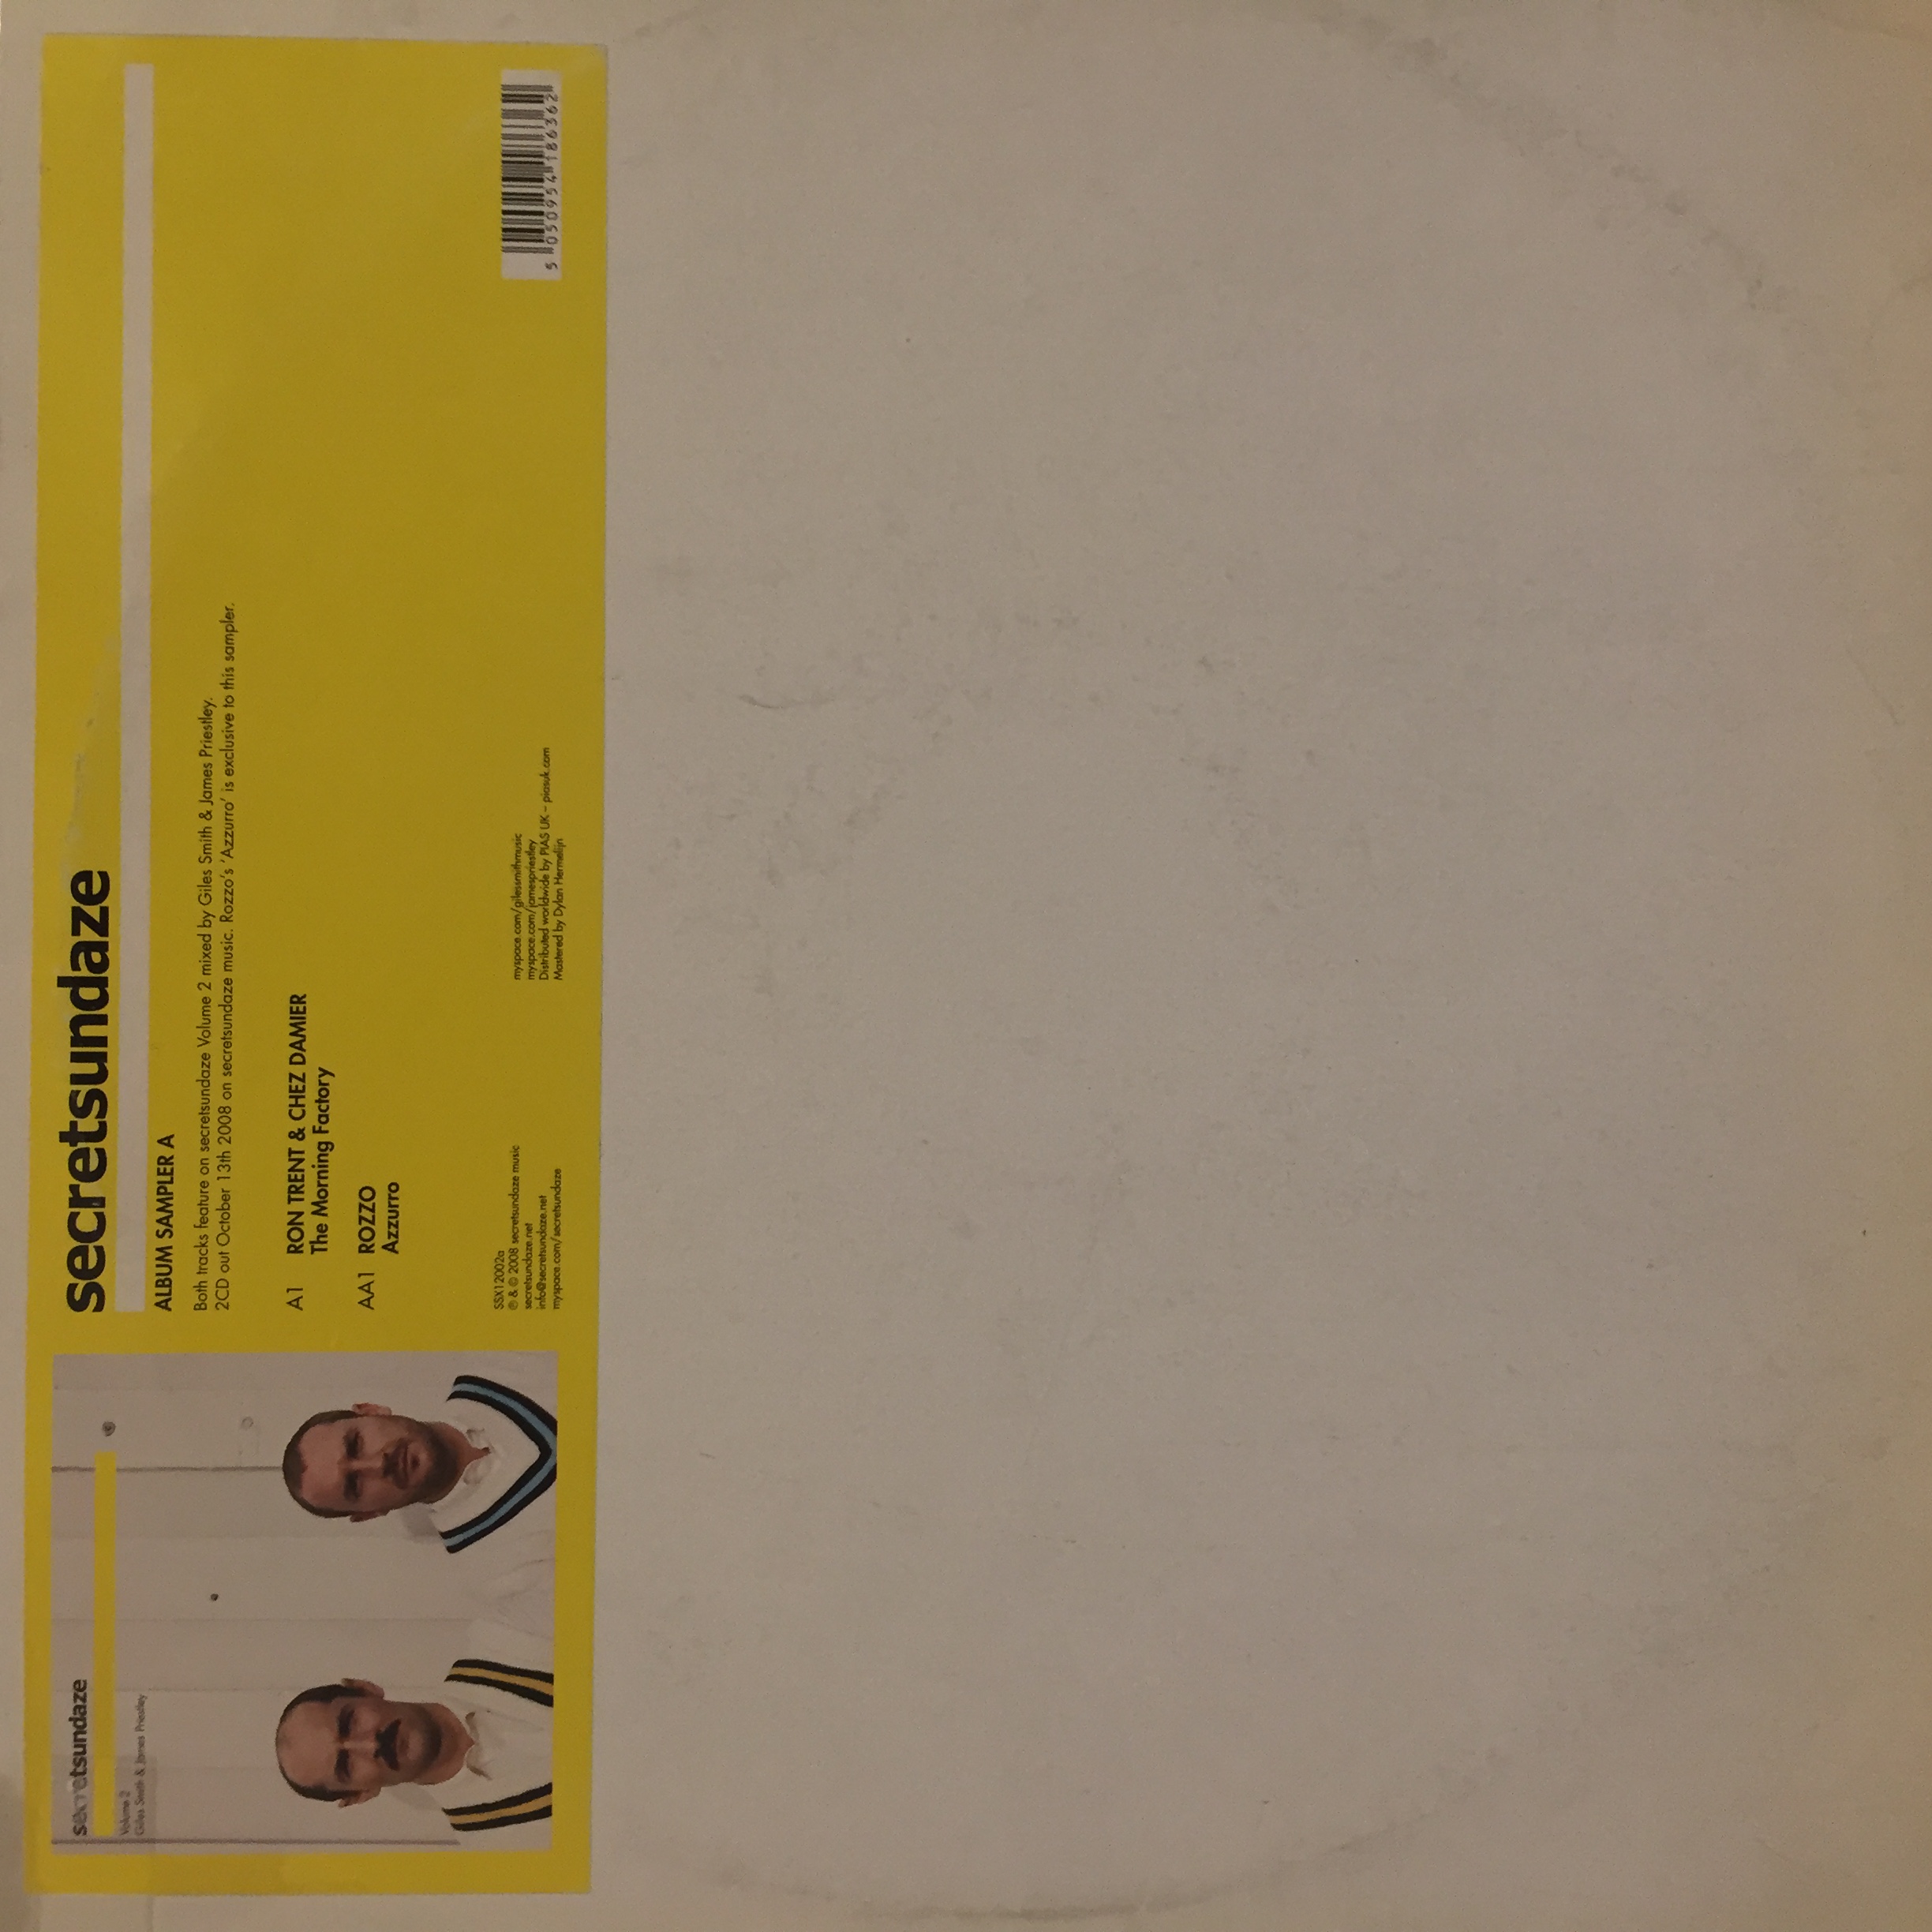 secretsundaze
ALBUM SAMPLER A
Both tracks feature on secretsundaze Volume 2 mixed by Giles Smith & James Priestley.
2CD out October 13th 2008 on secretsundaze music. Rozzo's 'Azzurro' is exclusive to this sampler.
A1 RON TRENT & CHEZ DAMIER
The Morning Factory
AA1 ROZZO
Azzurro
SSX12002a
℗ & © 2008 secretsundaze music
secretsundaze.net
info@secretsundaze.net
myspace.com/secretsundaze
myspace.com/gilessmithmusic
myspace.com/jamespriestley
Distributed worldwide by PIAS UK – piasuk.com
Mastered by Dylan Hermelijn
5 050954 186362
secretsundaze
Volume 2
Giles Smith & James Priestley